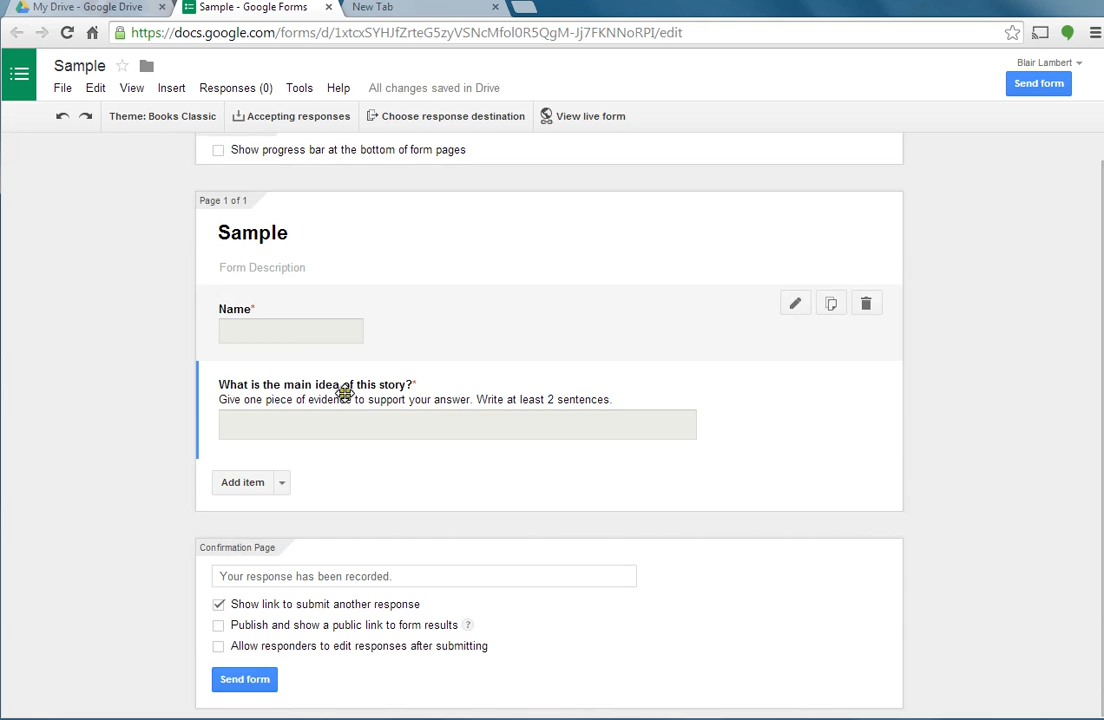 My Drive - Google Drive
Sample - Google Forms
New Tab
https://docs.google.com/forms/d/1xtcxSYHJfZrteG5zyVSNcMfol0R5QgM-Jj7FKNNoRPI/edit
Sample
Blair Lambert
File Edit View Insert Responses (0) Tools Help All changes saved in Drive
Send form
Theme: Books Classic Accepting responses Choose response destination View live form
Show progress bar at the bottom of form pages
Page 1 of 1
Sample
Form Description
Name*
What is the main idea of this story?*
Give one piece of evidence to support your answer. Write at least 2 sentences.
Add item
Confirmation Page
Your response has been recorded.
Show link to submit another response
Publish and show a public link to form results ?
Allow responders to edit responses after submitting
Send form